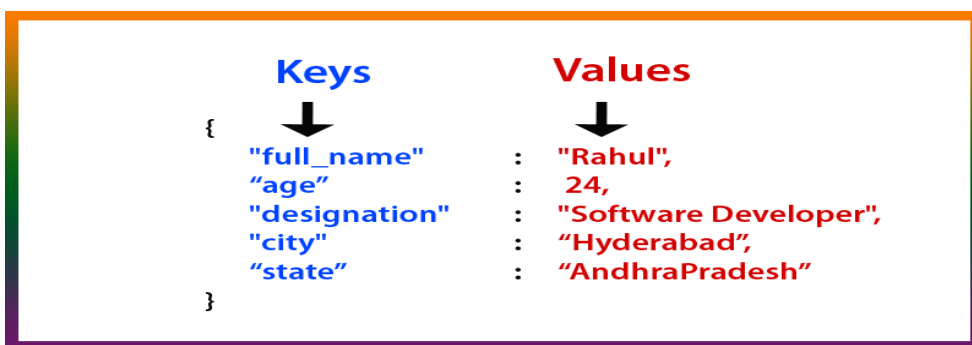 Keys Values
{
"full_name" : "Rahul",
“age” : 24,
"designation" : "Software Developer",
"city" : “Hyderabad”,
“state” : “AndhraPradesh”
}